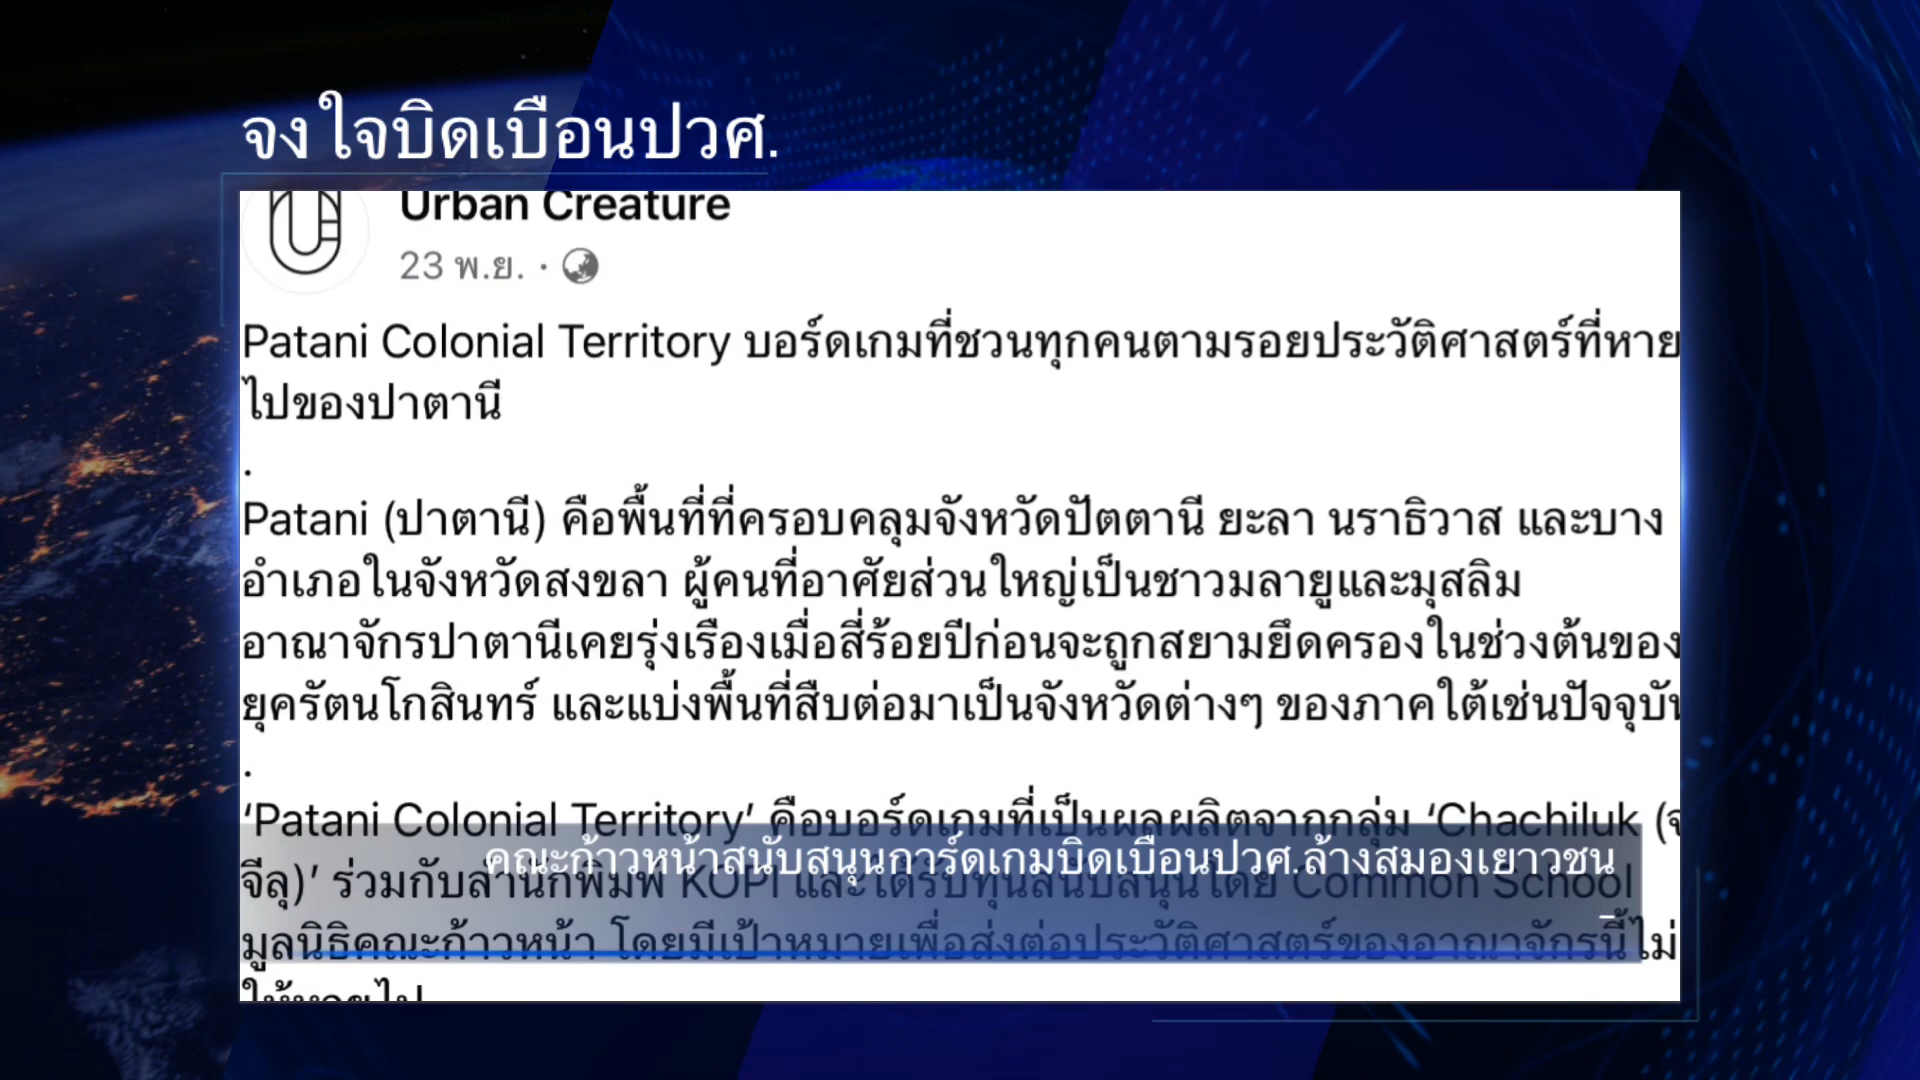 จงใจบิดเบือนปวศ.
Urban Creature
23 พ.ย. ·
Patani Colonial Territory บอร์ดเกมที่ชวนทุกคนตามรอยประวัติศาสตร์ที่หาย
ไปของปาตานี
.
Patani (ปาตานี) คือพื้นที่ที่ครอบคลุมจังหวัดปัตตานี ยะลา นราธิวาส และบาง
อำเภอในจังหวัดสงขลา ผู้คนที่อาศัยส่วนใหญ่เป็นชาวมลายูและมุสลิม
อาณาจักรปาตานีเคยรุ่งเรืองเมื่อสี่ร้อยปีก่อนจะถูกสยามยึดครองในช่วงต้นของ
ยุครัตนโกสินทร์ และแบ่งพื้นที่สืบต่อมาเป็นจังหวัดต่างๆ ของภาคใต้เช่นปัจจุบัน
.
‘Patani Colonial Territory’ คือบอร์ดเกมที่เป็นผลผลิตจากกลุ่ม ‘Chachiluk (จ
คณะก้าวหน้าสนับสนุนการ์ดเกมบิดเบือนปวศ.ล้างสมองเยาวชน
จีลุ)’ ร่วมกับสำนักพิมพ์ KOPI และได้รับทุนสนับสนุนโดย Common School
มูลนิธิคณะก้าวหน้า โดยมีเป้าหมายเพื่อส่งต่อประวัติศาสตร์ของอาณาจักรนี้ไม่
ให้หายไป